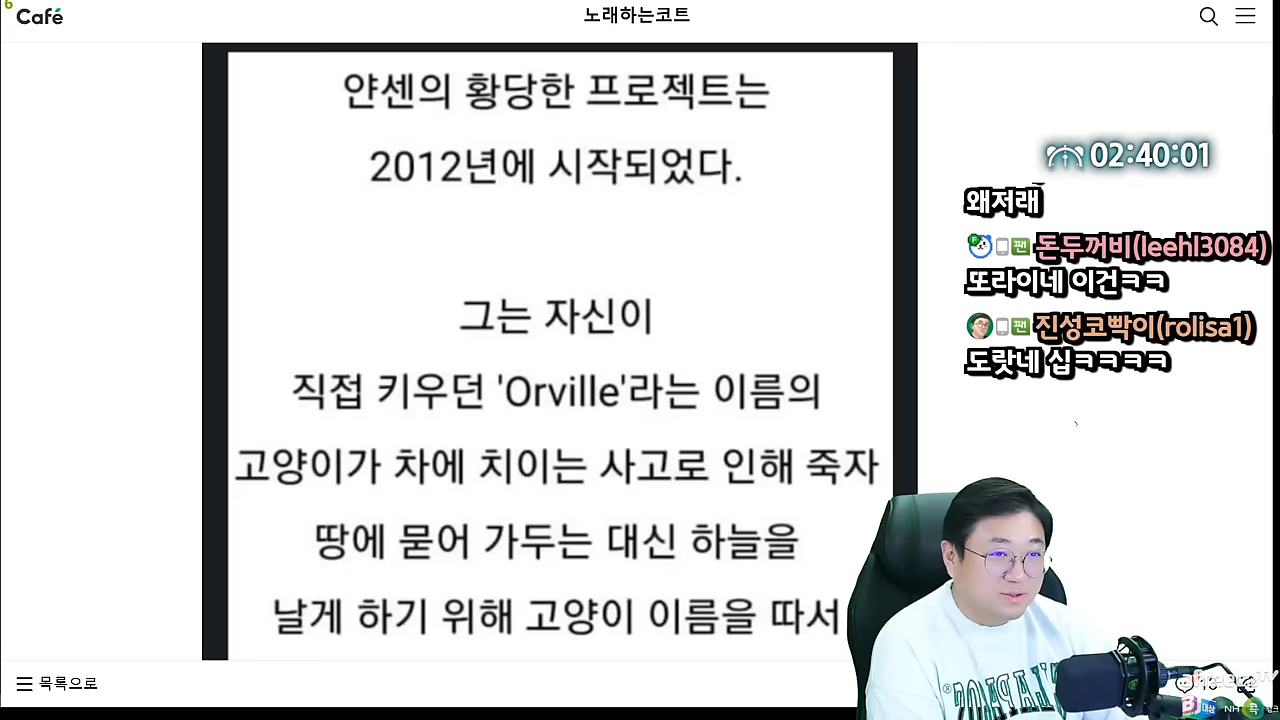 6
Café
노래하는코트
얀센의 황당한 프로젝트는
2012년에 시작되었다.
그는 자신이
직접 키우던 'Orville'라는 이름의
고양이가 차에 치이는 사고로 인해 죽자
땅에 묻어 가두는 대신 하늘을
날게 하기 위해 고양이 이름을 따서
02:40:01
왜저래
팬 돈두꺼비(leehl3084)
또라이네 이건ㅋㅋ
팬 진성코빡이(rolisa1)
도랏네 십ㅋㅋㅋㅋ
목록으로
NH